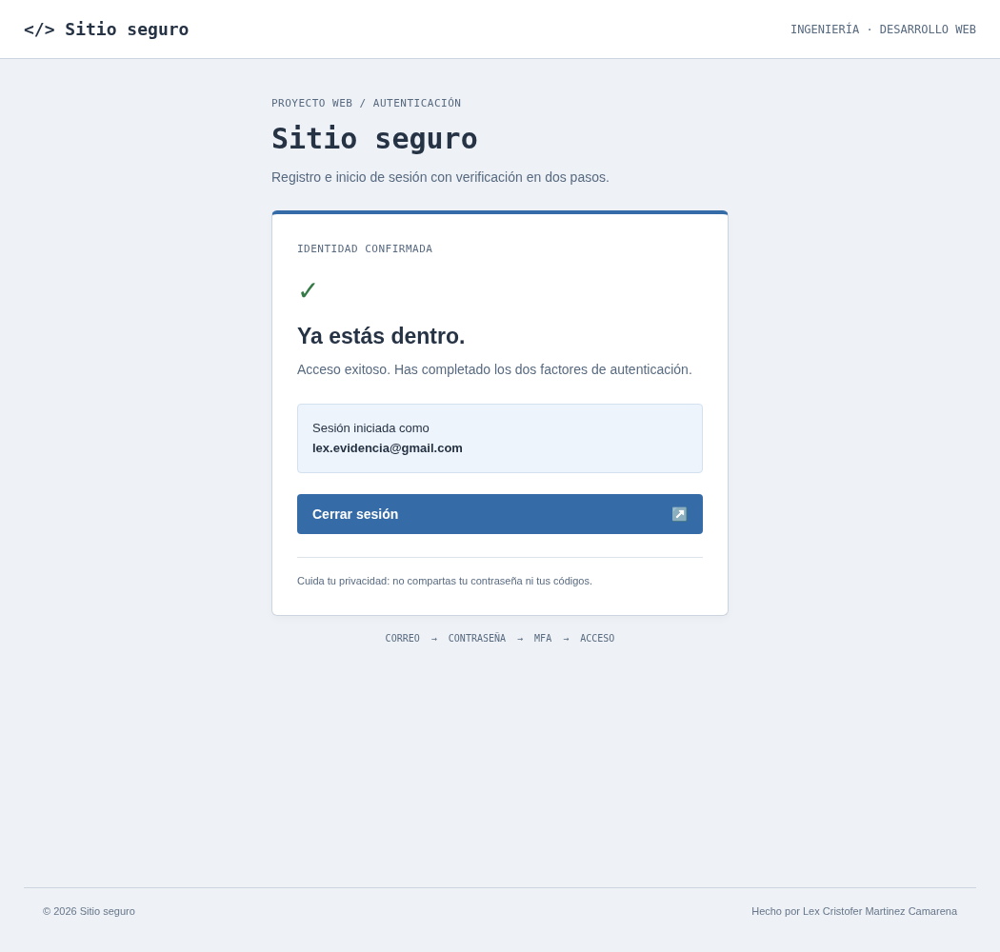 </> Sitio seguro
INGENIERÍA · DESARROLLO WEB
PROYECTO WEB / AUTENTICACIÓN
Sitio seguro
Registro e inicio de sesión con verificación en dos pasos.
IDENTIDAD CONFIRMADA
✓
Ya estás dentro.
Acceso exitoso. Has completado los dos factores de autenticación.
Sesión iniciada como
lex.evidencia@gmail.com
Cerrar sesión ↗
Cuida tu privacidad: no compartas tu contraseña ni tus códigos.
CORREO → CONTRASEÑA → MFA → ACCESO
© 2026 Sitio seguro
Hecho por Lex Cristofer Martinez Camarena